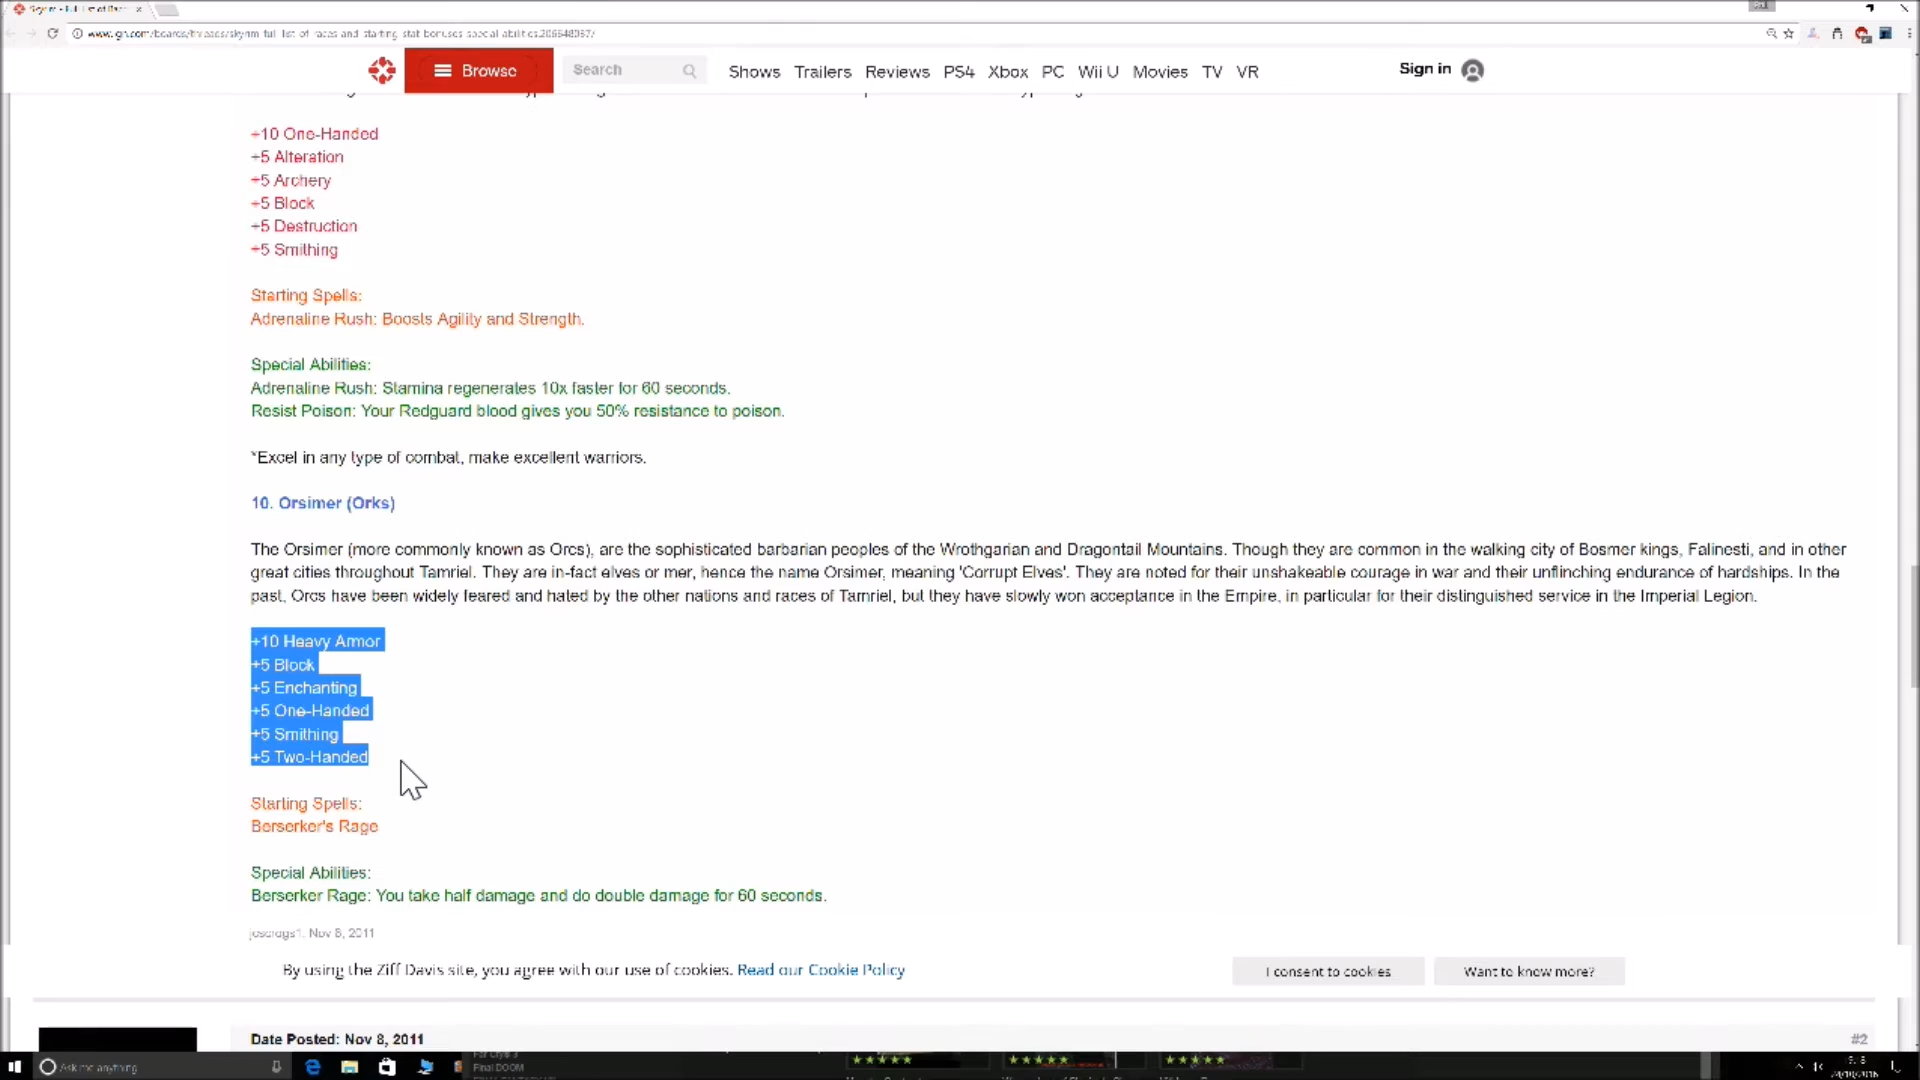 Browse
Search
Shows Trailers Reviews PS4 Xbox PC Wii U Movies TV VR
Sign in
+10 One-Handed
+5 Alteration
+5 Archery
+5 Block
+5 Destruction
+5 Smithing
Starting Spells:
Adrenaline Rush: Boosts Agility and Strength.
Special Abilities:
Adrenaline Rush: Stamina regenerates 10x faster for 60 seconds.
Resist Poison: Your Redguard blood gives you 50% resistance to poison.
*Excel in any type of combat, make excellent warriors.
10. Orsimer (Orks)
The Orsimer (more commonly known as Orcs), are the sophisticated barbarian peoples of the Wrothgarian and Dragontail Mountains. Though they are common in the walking city of Bosmer kings, Falinesti, and in other
great cities throughout Tamriel. They are in-fact elves or mer, hence the name Orsimer, meaning 'Corrupt Elves'. They are noted for their unshakeable courage in war and their unflinching endurance of hardships. In the
past, Orcs have been widely feared and hated by the other nations and races of Tamriel, but they have slowly won acceptance in the Empire, in particular for their distinguished service in the Imperial Legion.
+10 Heavy Armor
+5 Block
+5 Enchanting
+5 One-Handed
+5 Smithing
+5 Two-Handed
Starting Spells:
Berserker's Rage
Special Abilities:
Berserker Rage: You take half damage and do double damage for 60 seconds.
Nov 8, 2011
By using the Ziff Davis site, you agree with our use of cookies. Read our Cookie Policy
I consent to cookies
Want to know more?
Date Posted: Nov 8, 2011
#2
Ask me anything
Final DOOM